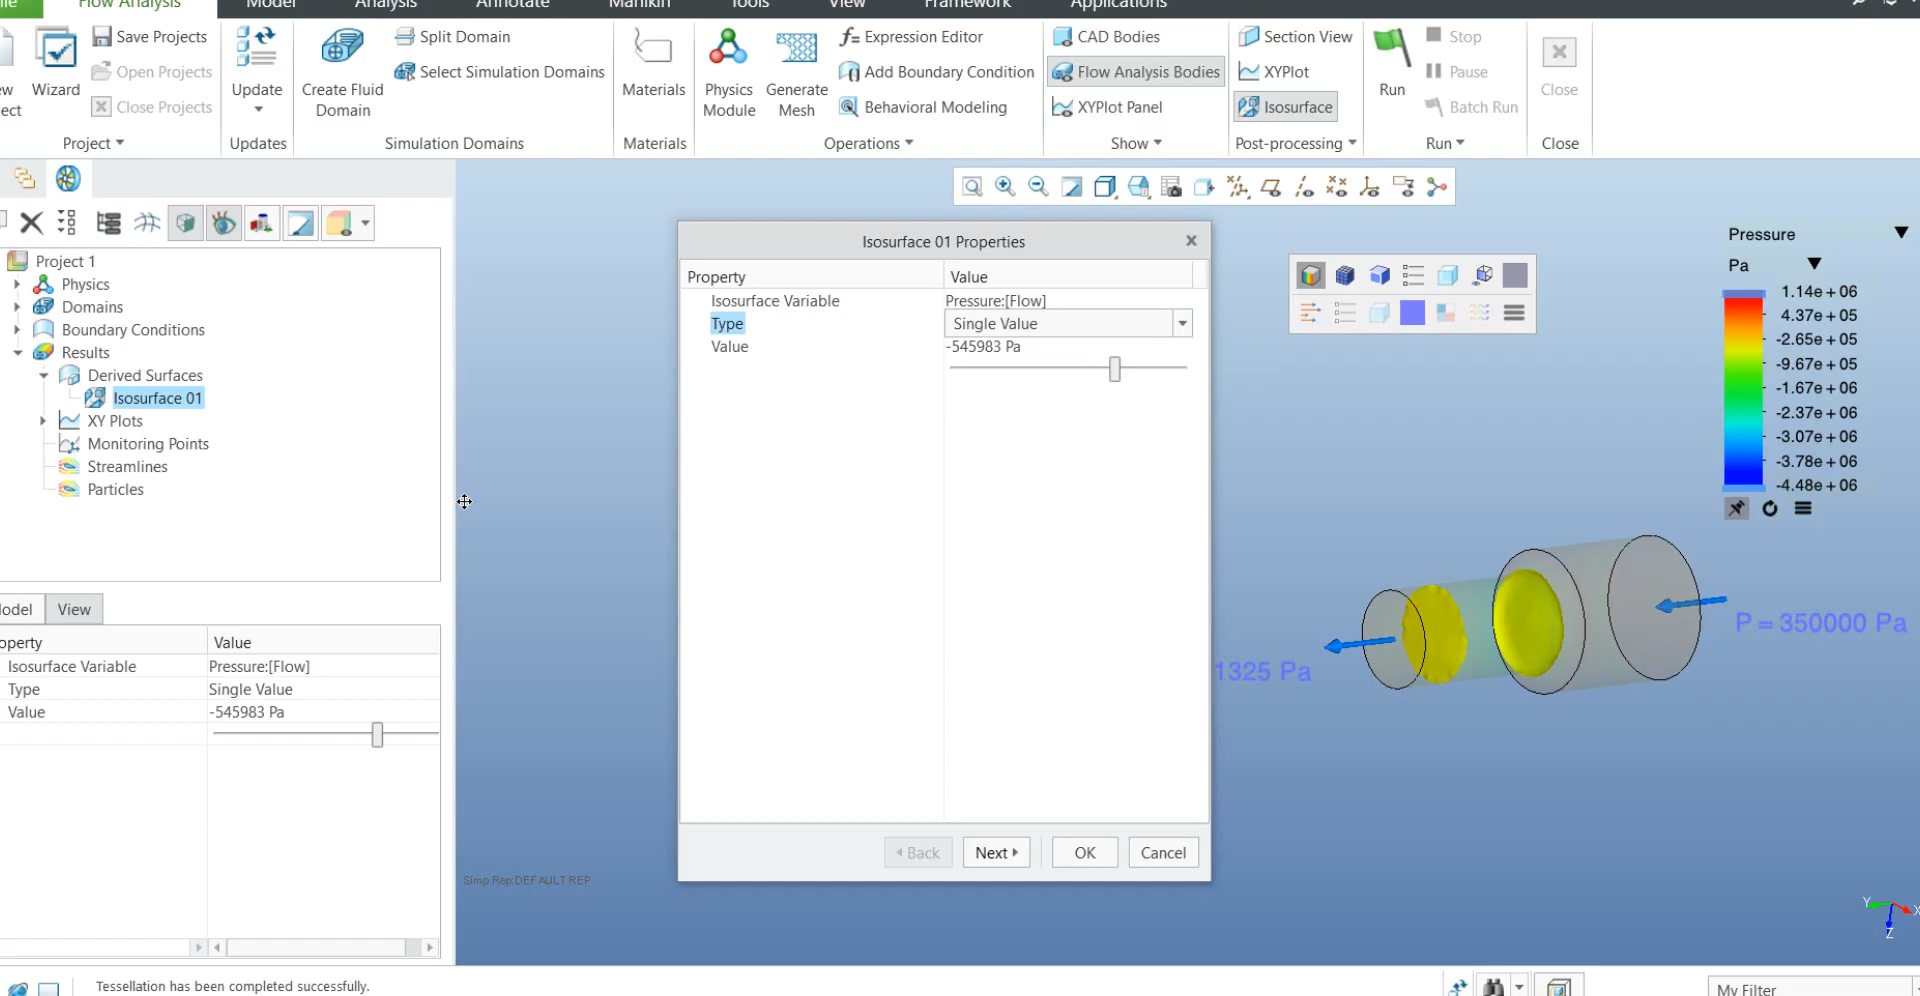 Flow Analysis Model Analysis Annotate Manikin Tools View Framework Applications
Save Projects Split Domain Expression Editor CAD Bodies Section View Stop
Open Projects Select Simulation Domains Add Boundary Condition Flow Analysis Bodies XYPlot Pause
Wizard Update Create Fluid Domain Materials Physics Module Generate Mesh Run Close
Close Projects Behavioral Modeling XYPlot Panel Isosurface Batch Run
Project Updates Simulation Domains Materials Operations Show Post-processing Run Close
Project 1
Physics
Domains
Boundary Conditions
Results
Derived Surfaces
Isosurface 01
XY Plots
Monitoring Points
Streamlines
Particles
View
Value
Isosurface Variable Pressure:[Flow]
Type Single Value
Value -545983 Pa
Isosurface 01 Properties
Property Value
Isosurface Variable Pressure:[Flow]
Type Single Value
Value -545983 Pa
Back Next OK Cancel
Simp Rep:DEFAULT REP
Pressure
Pa
1.14e+06
4.37e+05
-2.65e+05
-9.67e+05
-1.67e+06
-2.37e+06
-3.07e+06
-3.78e+06
-4.48e+06
P = 350000 Pa
1325 Pa
Y X
Z
Tessellation has been completed successfully.
My Filter